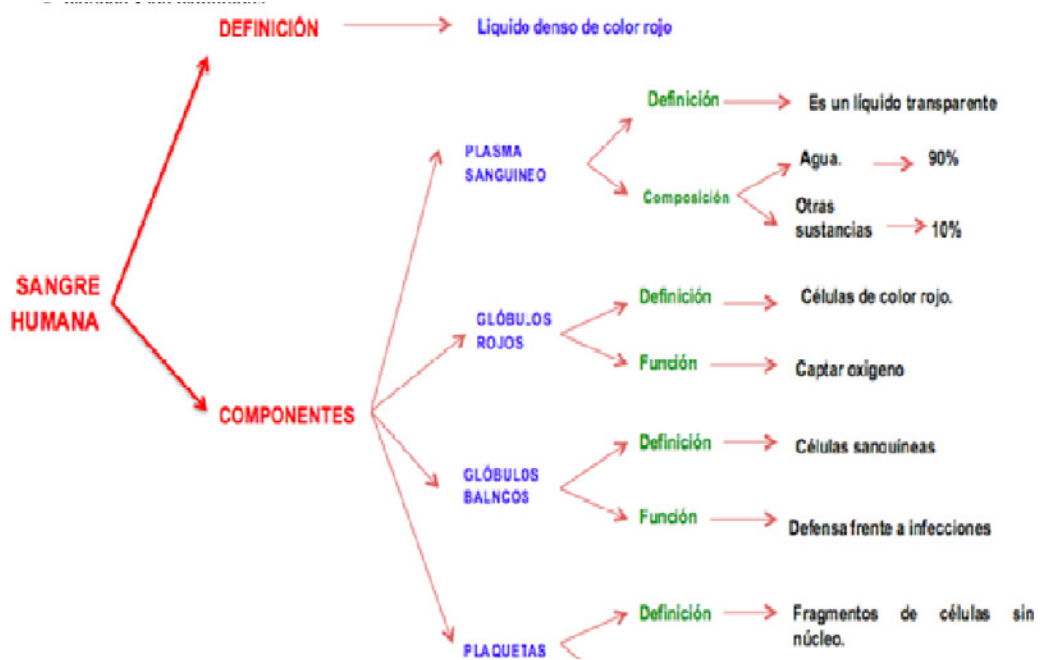 DEFINICIÓN
Líquido denso de color rojo
Definición
Es un líquido transparente
PLASMA
SANGUINEO
Composición
Agua.
90%
Otras
sustancias
10%
SANGRE
HUMANA
COMPONENTES
GLÓBULOS
ROJOS
Definición
Células de color rojo.
Función
Captar oxigeno
GLÓBULOS
BALNCOS
Definición
Células sanguíneas
Función
Defensa frente a infecciones
PLAQUETAS
Definición
Fragmentos de células sin
núcleo.